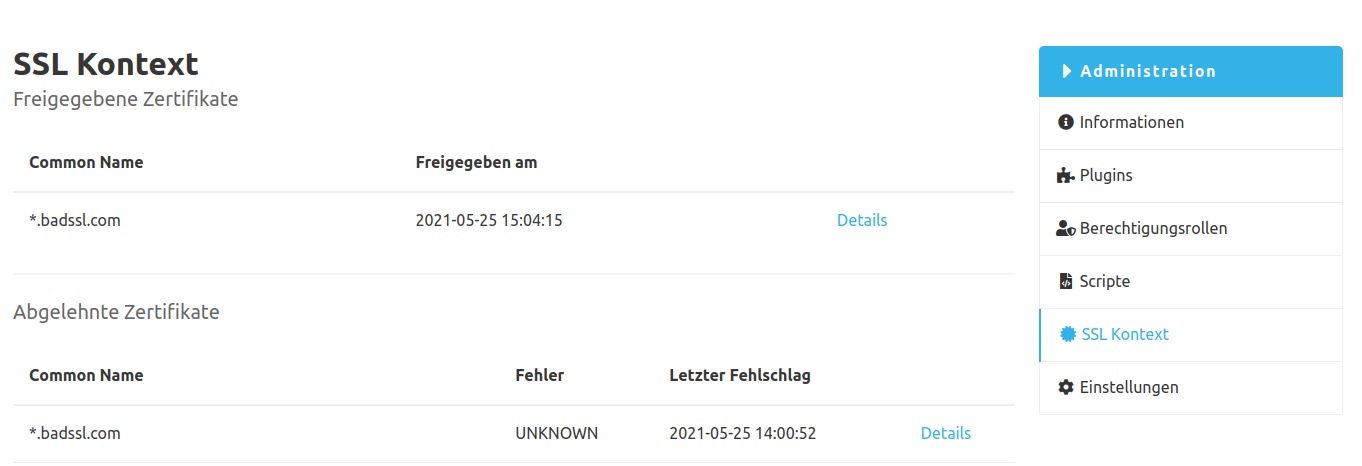 SSL Kontext
Freigegebene Zertifikate
Common Name Freigegeben am
*.badssl.com 2021-05-25 15:04:15 Details
Abgelehnte Zertifikate
Common Name Fehler Letzter Fehlschlag
*.badssl.com UNKNOWN 2021-05-25 14:00:52 Details
Administration
Informationen
Plugins
Berechtigungsrollen
Scripte
SSL Kontext
Einstellungen